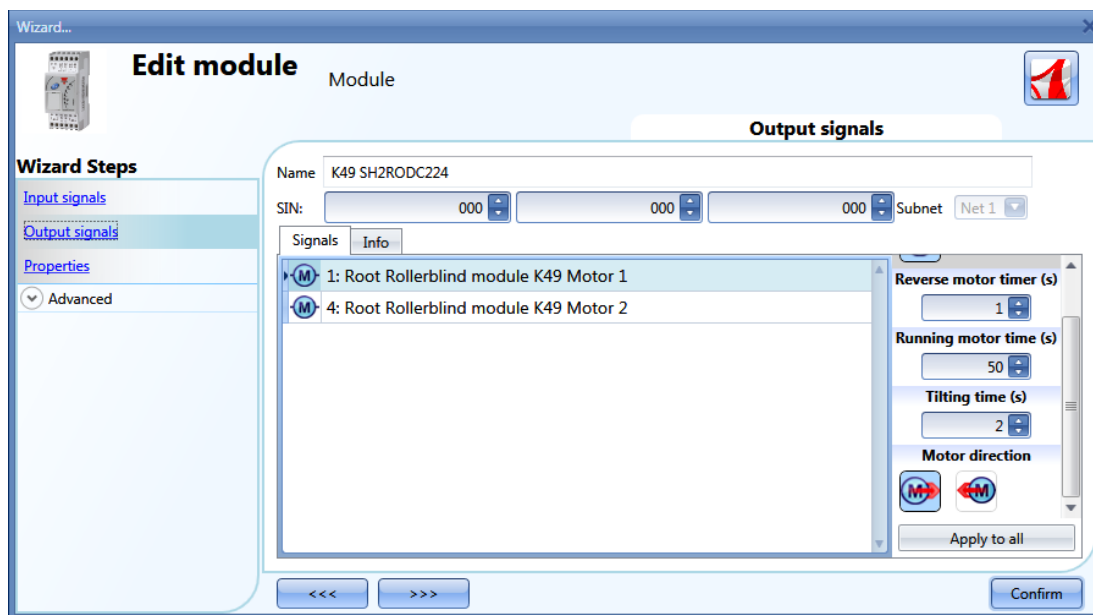 Wizard...
Edit module
Module
Output signals
Wizard Steps
Input signals
Output signals
Properties
Advanced
Name K49 SH2RODC224
SIN: 000 000 000 Subnet Net 1
Signals Info
M 1: Root Rollerblind module K49 Motor 1
M 4: Root Rollerblind module K49 Motor 2
Reverse motor timer (s)
1
Running motor time (s)
50
Tilting time (s)
2
Motor direction
M M
Apply to all
<<< >>> Confirm